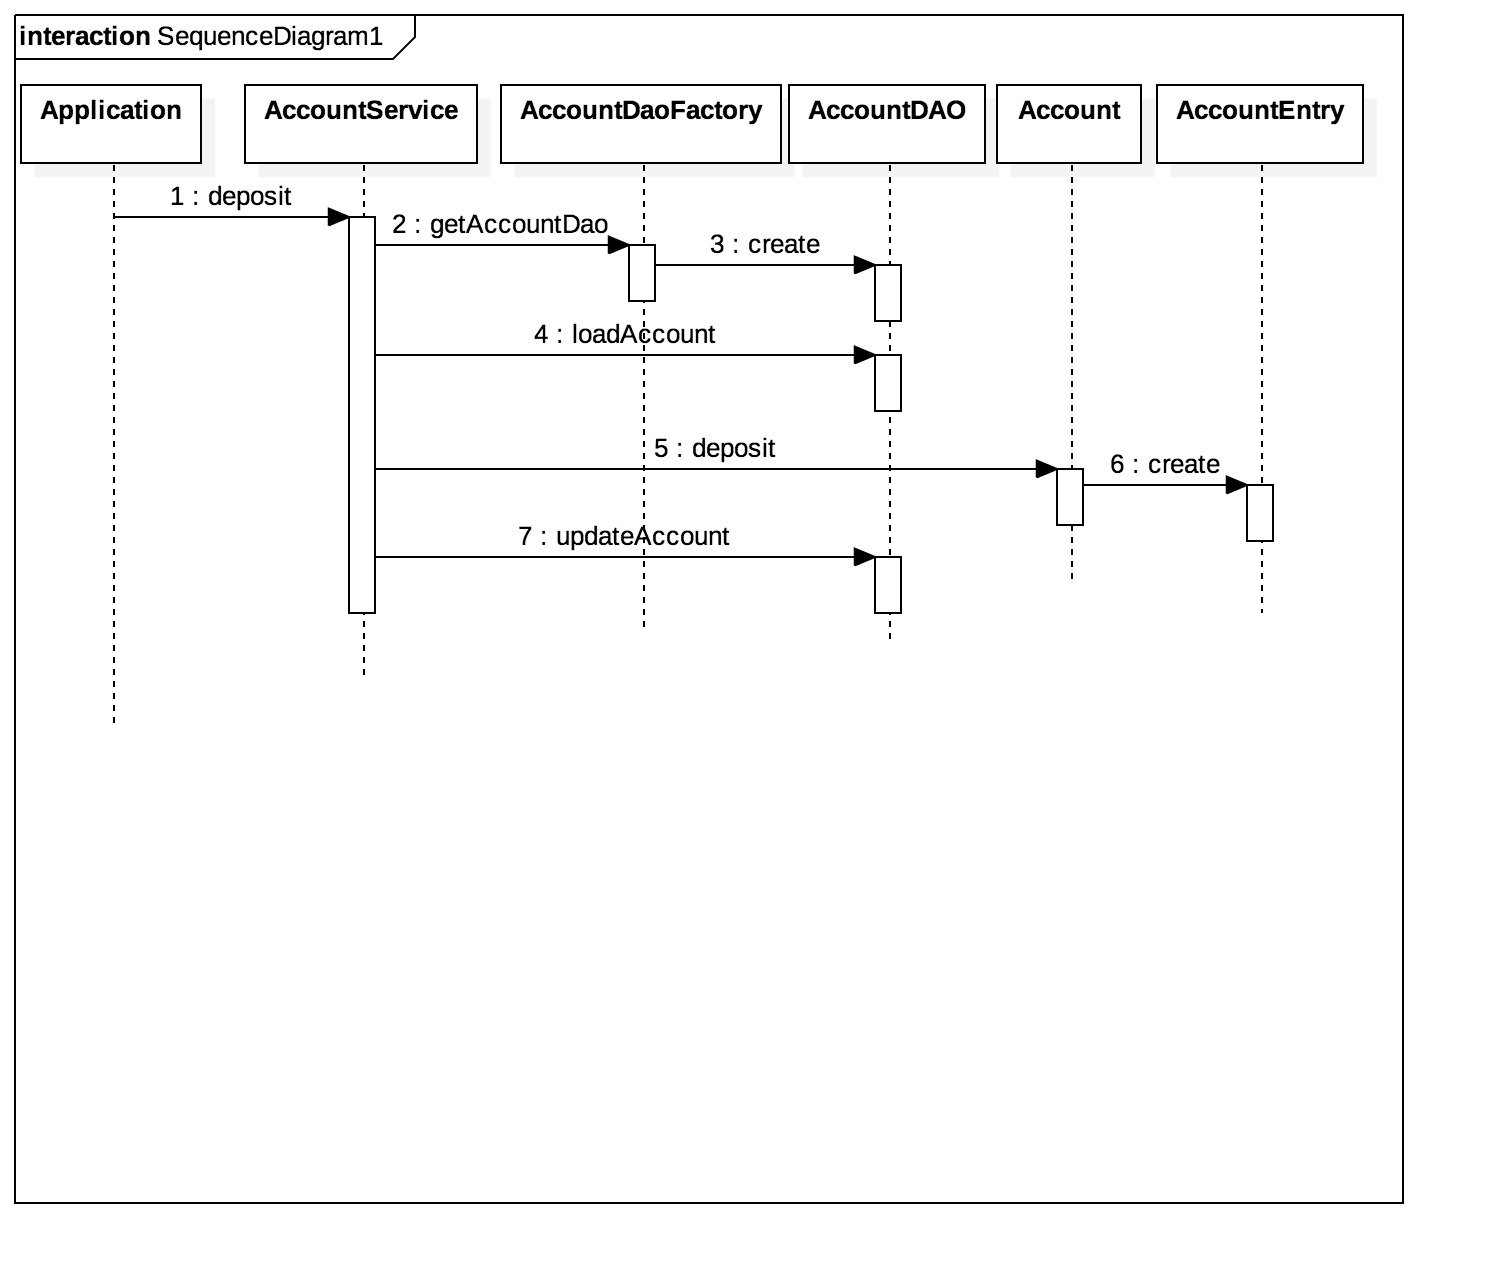 interaction SequenceDiagram1
Application
AccountService
AccountDaoFactory
AccountDAO
Account
AccountEntry
1 : deposit
2 : getAccountDao
3 : create
4 : loadAccount
5 : deposit
6 : create
7 : updateAccount